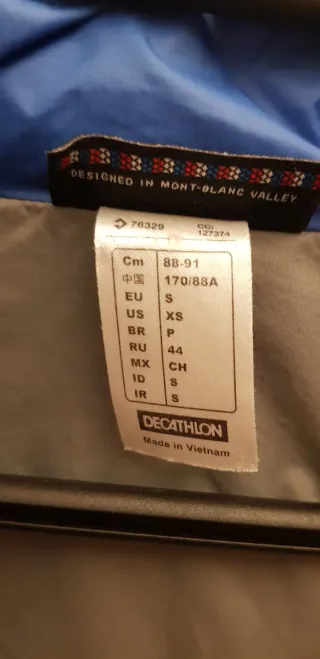 DESIGNED IN MONT-BLANC VALLEY
76329 CCI
127374
Cm 88-91
中国 170/88A
EU S
US XS
BR P
RU 44
MX CH
ID S
IR S
DECATHLON
Made in Vietnam